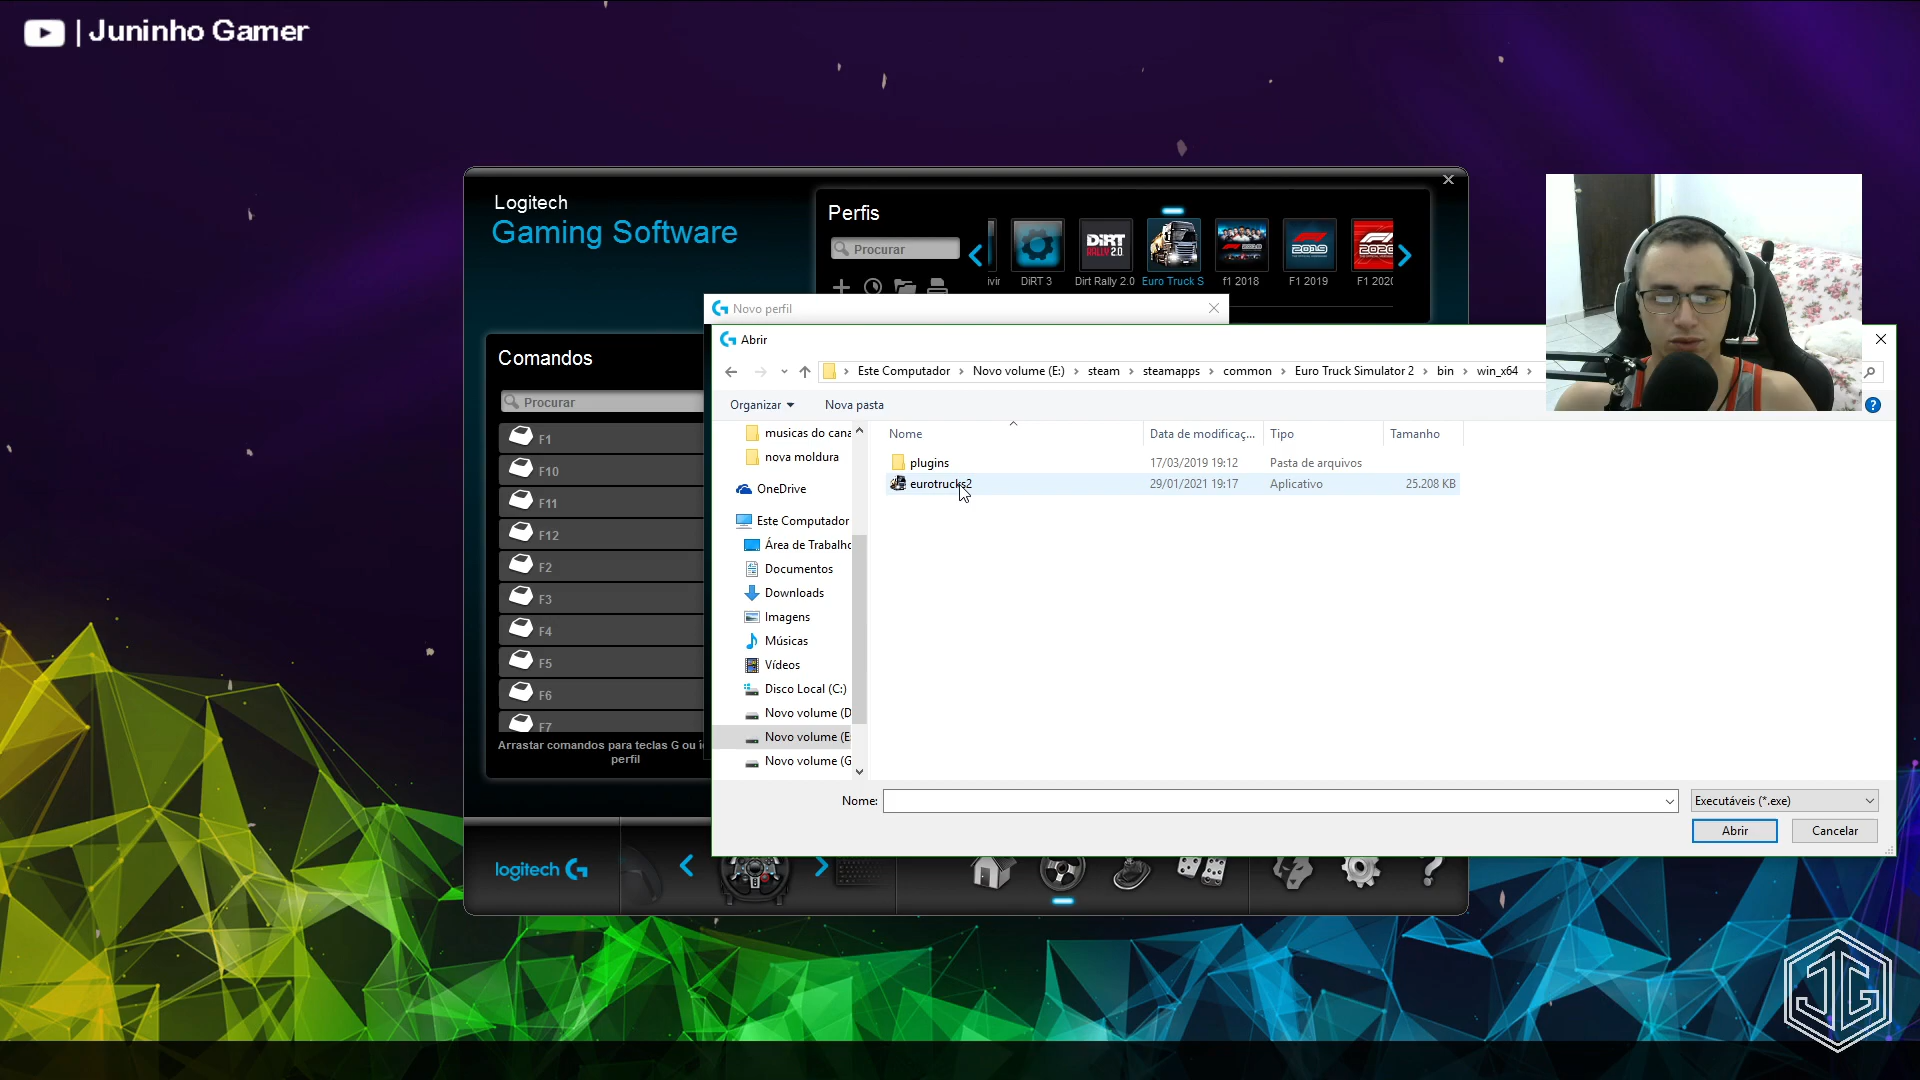 | Juninho Gamer
Logitech
Gaming Software
Perfis
Procurar
DiRT 3
Dirt Rally 2.0
Euro Truck S
f1 2018
F1 2019
F1 2020
Novo perfil
Abrir
Este Computador
Novo volume (E:)
steam
steamapps
common
Euro Truck Simulator 2
bin
win_x64
Organizar
Nova pasta
Comandos
Procurar
F1
F10
F11
F12
F2
F3
F4
F5
F6
F7
Arrastar comandos para teclas G ou í
perfil
musicas do cana
nova moldura
OneDrive
Este Computador
Área de Trabalho
Documentos
Downloads
Imagens
Músicas
Vídeos
Disco Local (C:)
Novo volume (D
Novo volume (E
Novo volume (G
Nome
Data de modificaç...
Tipo
Tamanho
plugins
17/03/2019 19:12
Pasta de arquivos
eurotrucks2
29/01/2021 19:17
Aplicativo
25.208 KB
Nome:
Executáveis (*.exe)
Abrir
Cancelar
logitech G
JG